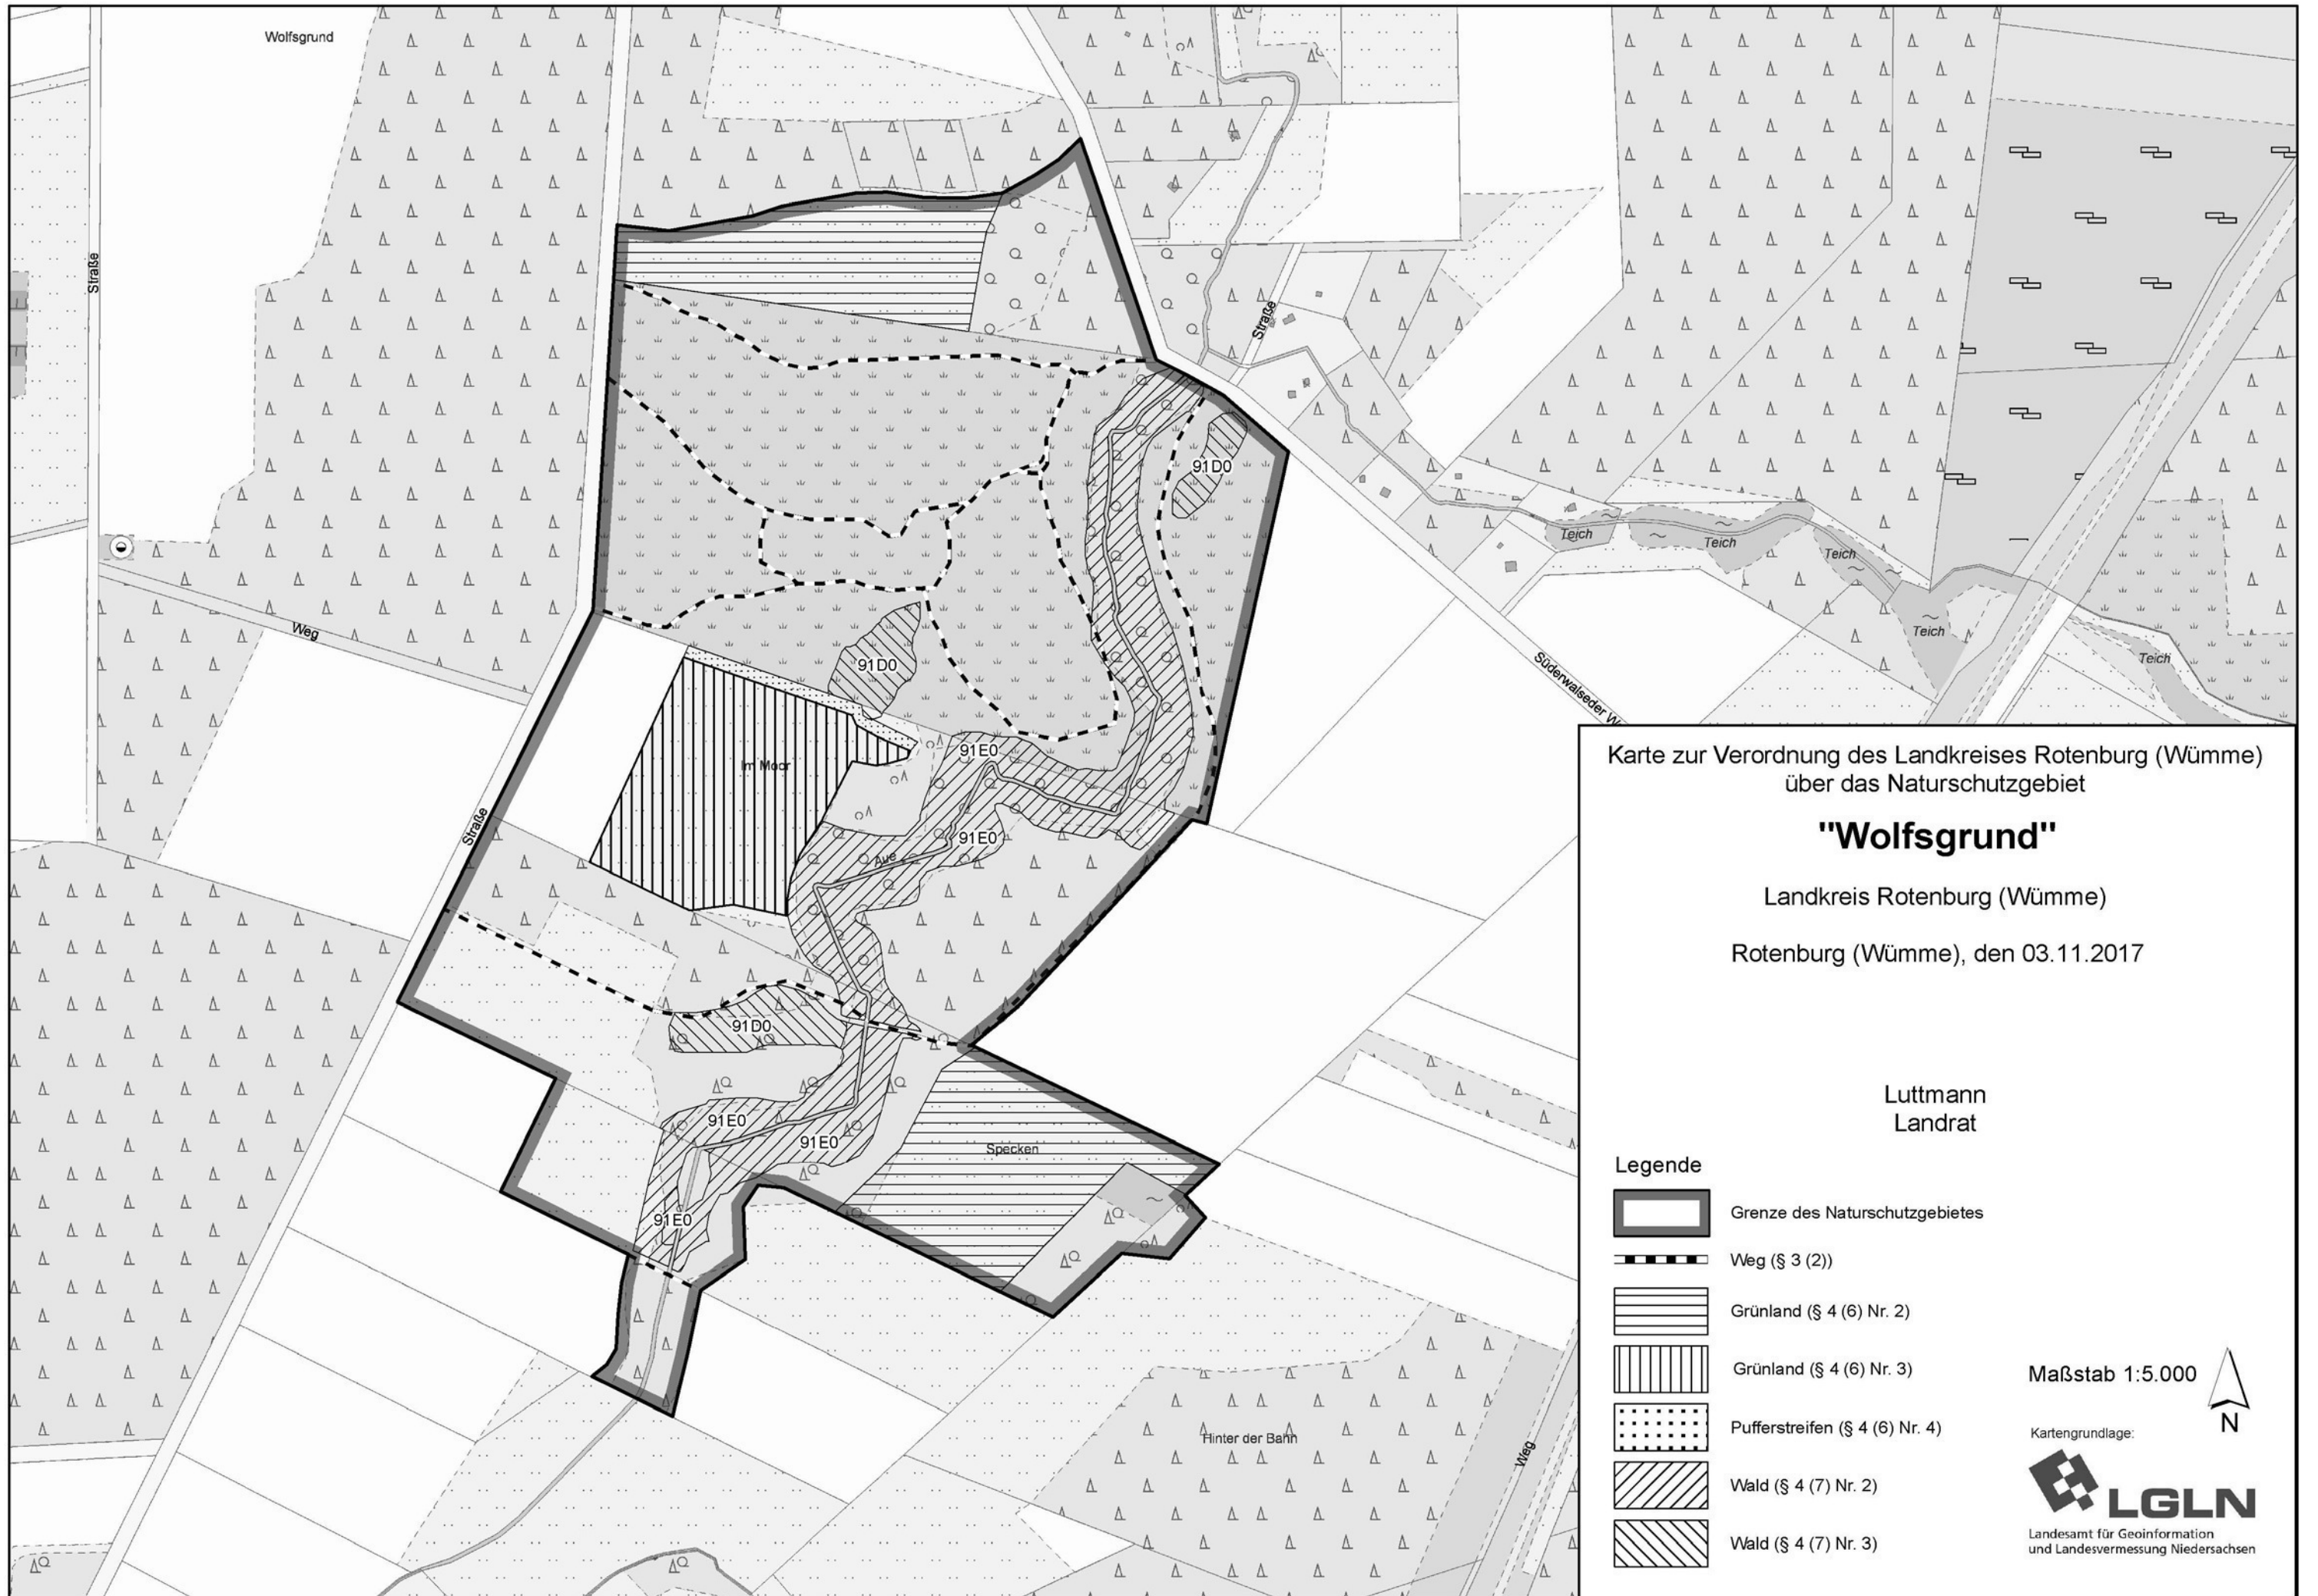 Wolfsgrund
Straße
Straße
91D0
Teich
Teich
Teich
Teich
Teich
Weg
91D0
Süderwalseder W
Im Moor
91E0
Straße
91E0
Aue
91D0
91E0
91E0
Specken
91E0
Hinter der Bahn
Weg
Karte zur Verordnung des Landkreises Rotenburg (Wümme)
über das Naturschutzgebiet
"Wolfsgrund"
Landkreis Rotenburg (Wümme)
Rotenburg (Wümme), den 03.11.2017
Luttmann
Landrat
Legende
Grenze des Naturschutzgebietes
Weg (§ 3 (2))
Grünland (§ 4 (6) Nr. 2)
Grünland (§ 4 (6) Nr. 3)
Pufferstreifen (§ 4 (6) Nr. 4)
Wald (§ 4 (7) Nr. 2)
Wald (§ 4 (7) Nr. 3)
Maßstab 1:5.000
N
Kartengrundlage:
LGLN
Landesamt für Geoinformation
und Landesvermessung Niedersachsen